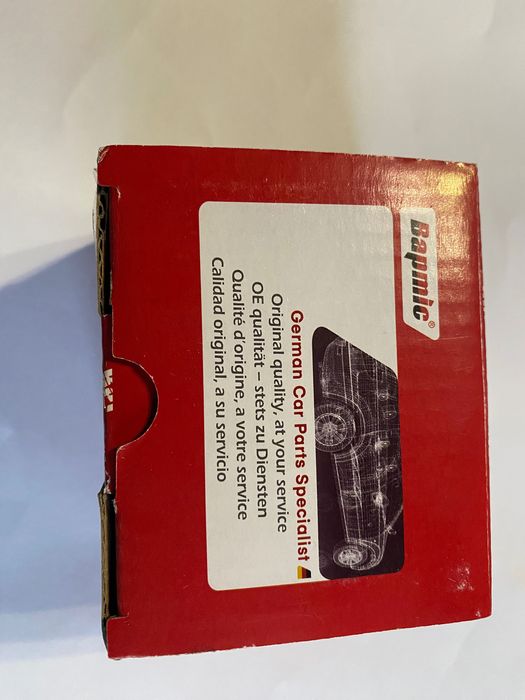 Bapmic®
German Car Parts Specialist
Original quality, at your service
OE qualität – stets zu Diensten
Qualité d'origine, a votre service
Calidad original, a su servicio